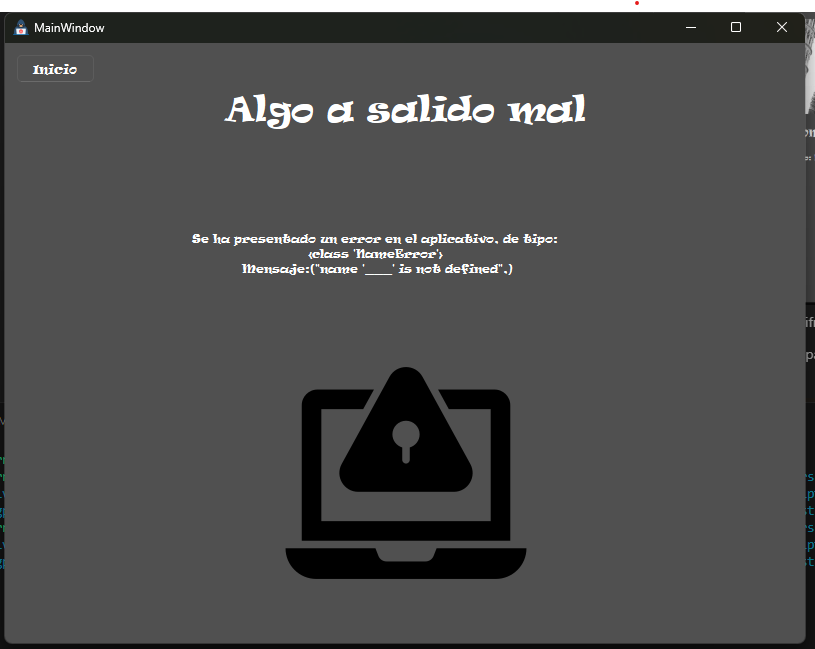 MainWindow
Inicio
Algo a salido mal
Se ha presentado un error en el aplicativo, de tipo:
{class 'NameError'}
Mensaje:("name '____' is not defined",)